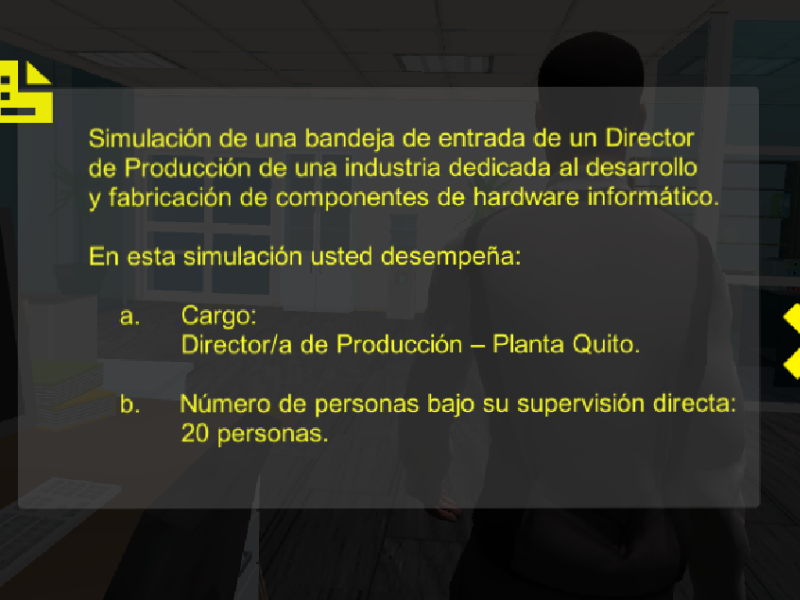 Simulación de una bandeja de entrada de un Director
de Producción de una industria dedicada al desarrollo
y fabricación de componentes de hardware informático.
En esta simulación usted desempeña:
a. Cargo:
Director/a de Producción – Planta Quito.
b. Número de personas bajo su supervisión directa:
20 personas.